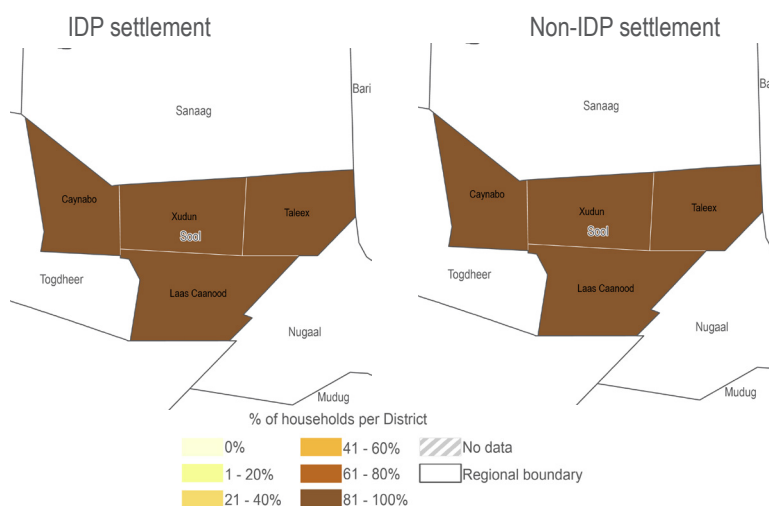 IDP settlement
Non-IDP settlement
Bari
Sanaag
Caynabo
Xudun
Taleex
Sool
Togdheer
Laas Caanood
Nugaal
Mudug
Ba
Sanaag
Caynabo
Xudun
Taleex
Sool
Togdheer
Laas Caanood
Nugaal
Mudug
% of households per District
0%
1 - 20%
21 - 40%
41 - 60%
61 - 80%
81 - 100%
No data
Regional boundary